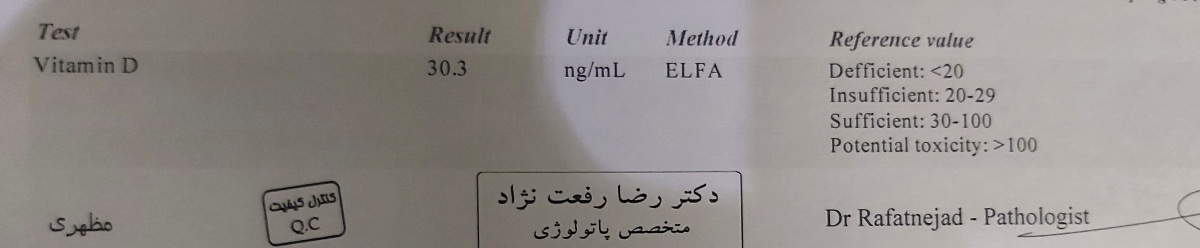 Test Result Unit Method Reference value
Vitamin D 30.3 ng/mL ELFA Defficient: <20
Insufficient: 20-29
Sufficient: 30-100
Potential toxicity: >100
مظهری
کنترل کیفیت
Q.C
دکتر رضا رفعت نژاد
متخصص پاتولوژی
Dr Rafatnejad - Pathologist